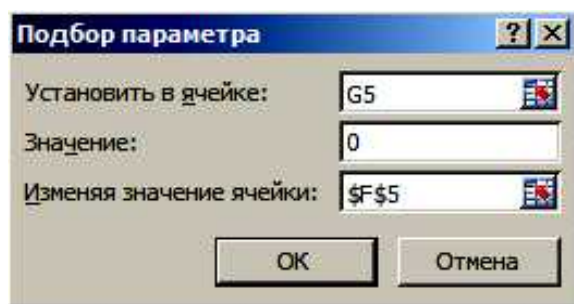 Подбор параметра
Установить в ячейке: G5
Значение: 0
Изменяя значение ячейки: $F$5
ОК Отмена